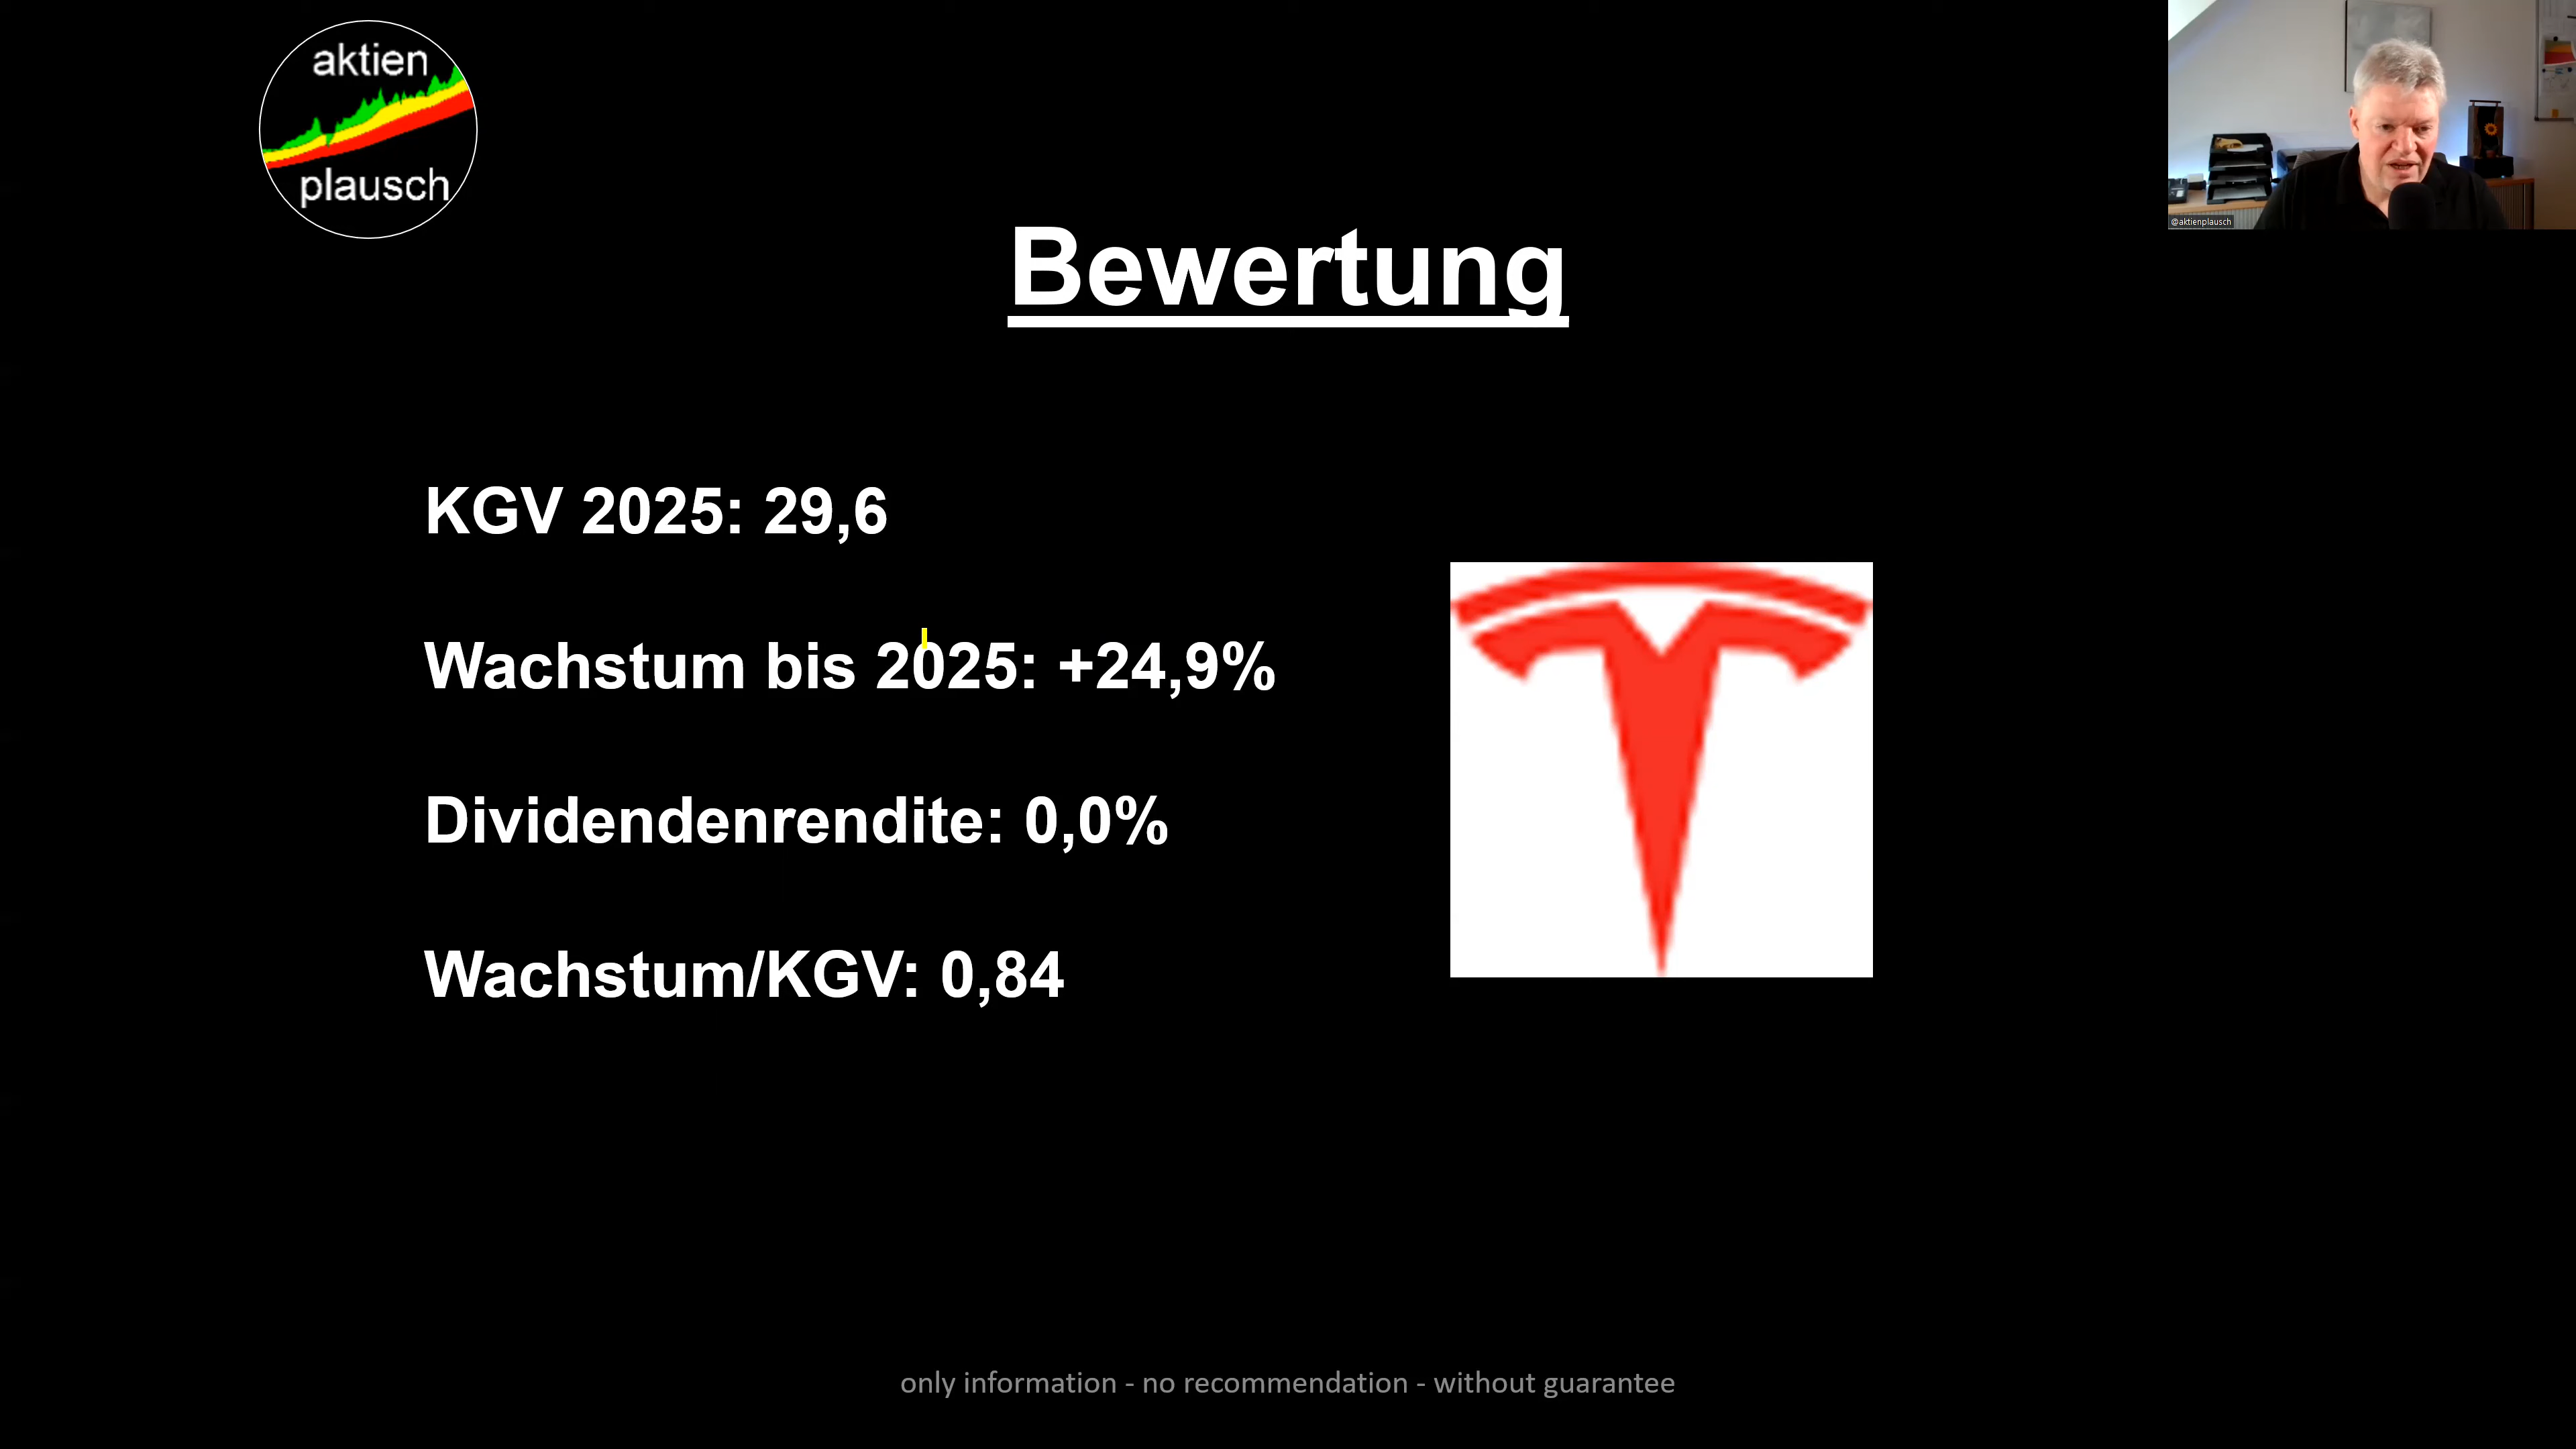 aktien
plausch
@aktienplausch
Bewertung
KGV 2025: 29,6
Wachstum bis 2025: +24,9%
Dividendenrendite: 0,0%
Wachstum/KGV: 0,84
only information - no recommendation - without guarantee